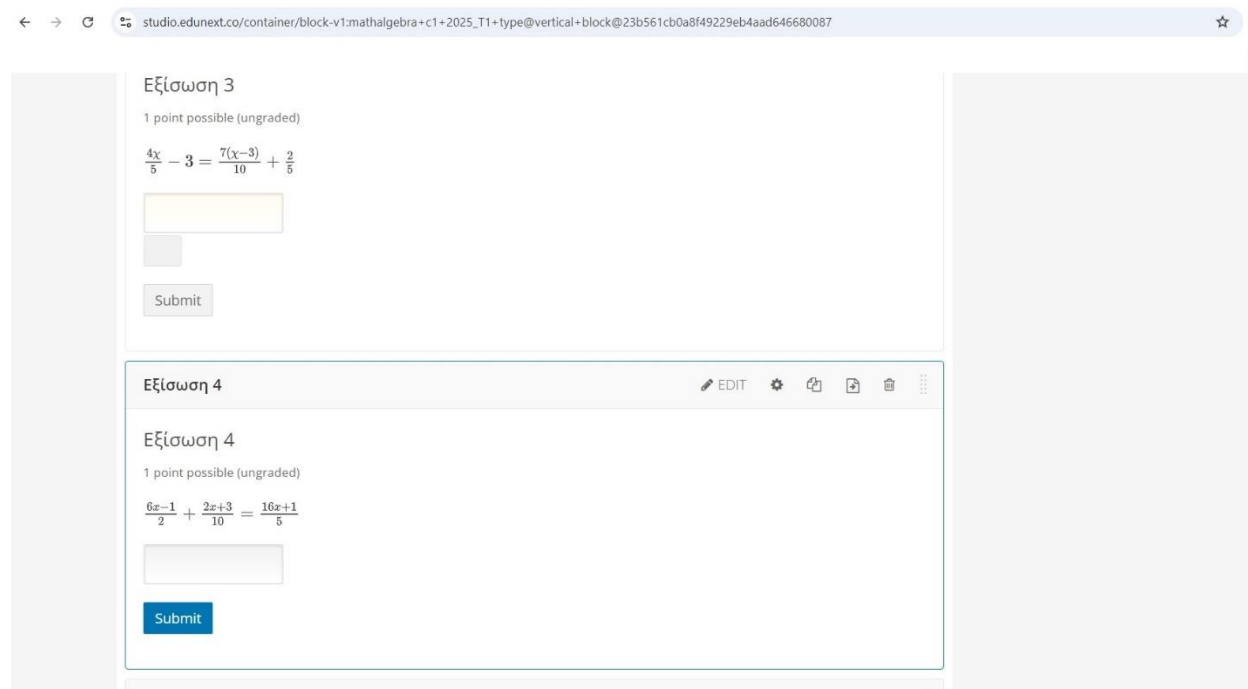 studio.edunext.co/container/block-v1:mathalgebra+c1+2025_T1+type@vertical+block@23b561cb0a8f49229eb4aad646680087
Εξίσωση 3
1 point possible (ungraded)
4χ/5 − 3 = 7(χ−3)/10 + 2/5
Submit
Εξίσωση 4 EDIT
Εξίσωση 4
1 point possible (ungraded)
6x−1/2 + 2x+3/10 = 16x+1/5
Submit